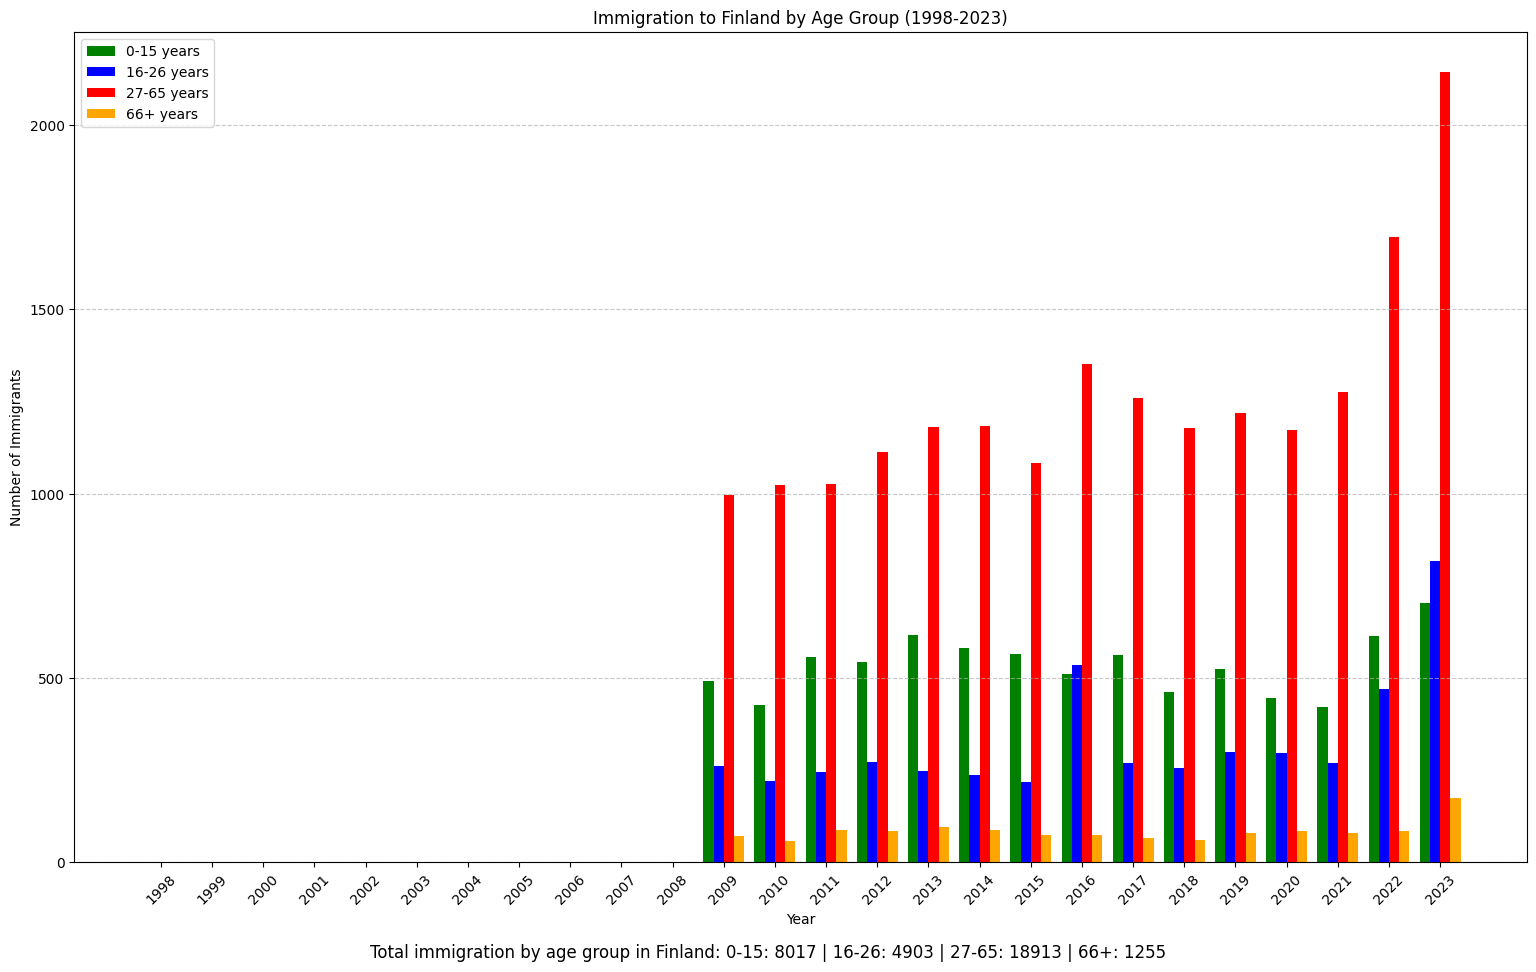 Immigration to Finland by Age Group (1998-2023)
0-15 years
16-26 years
27-65 years
66+ years
Number of Immigrants
2000
1500
1000
500
0
1998 1999 2000 2001 2002 2003 2004 2005 2006 2007 2008 2009 2010 2011 2012 2013 2014 2015 2016 2017 2018 2019 2020 2021 2022 2023
Year
Total immigration by age group in Finland: 0-15: 8017 | 16-26: 4903 | 27-65: 18913 | 66+: 1255